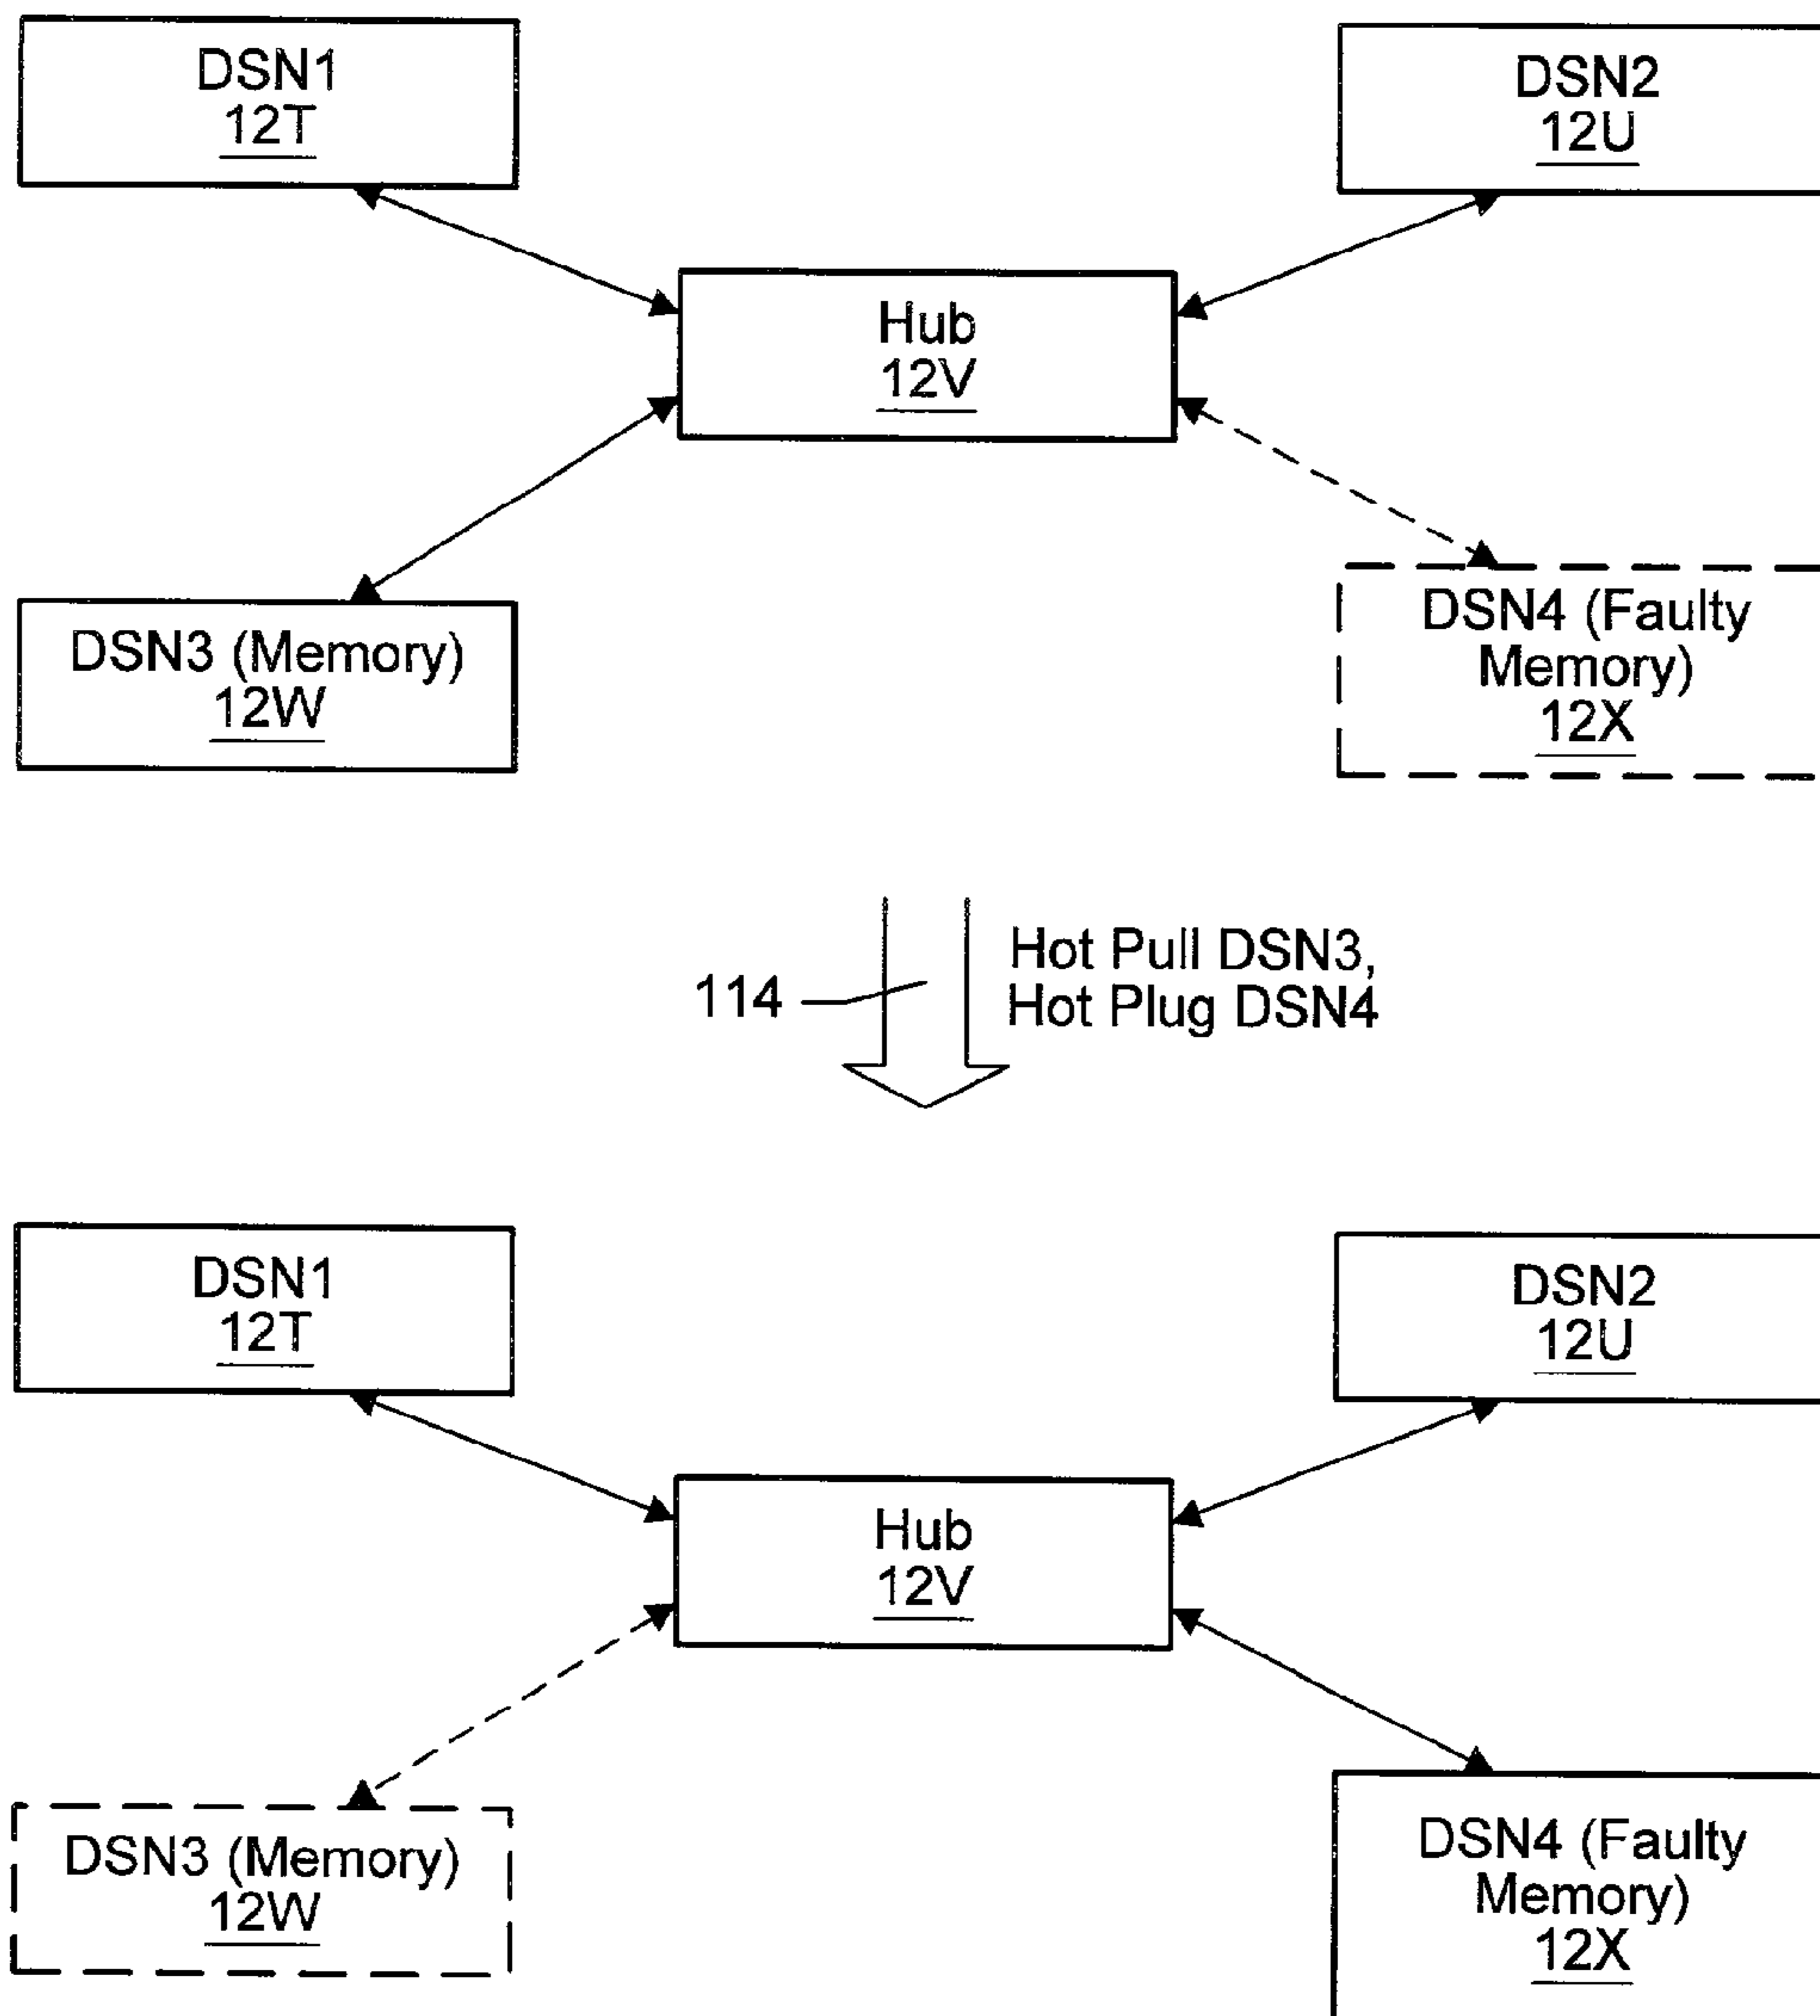 DSN1
12T
DSN2
12U
Hub
12V
DSN3 (Memory)
12W
DSN4 (Faulty
Memory)
12X
114
Hot Pull DSN3,
Hot Plug DSN4
DSN1
12T
DSN2
12U
Hub
12V
DSN3 (Memory)
12W
DSN4 (Faulty
Memory)
12X